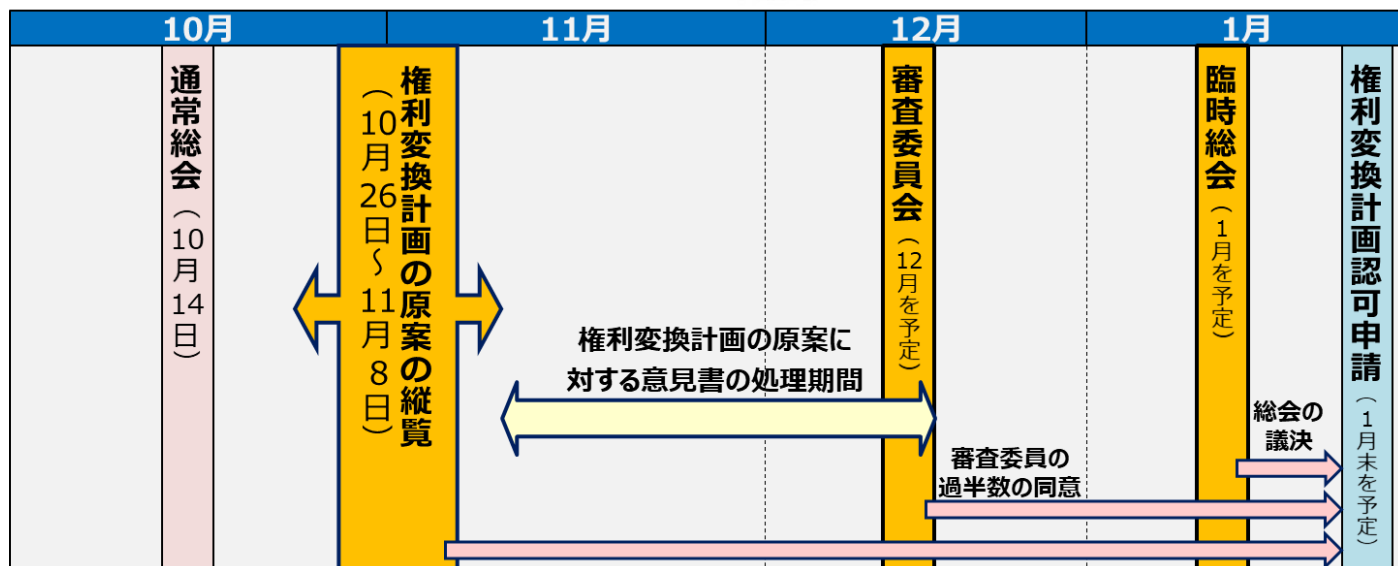 10月
11月
12月
1月
通常総会（10月14日）
権利変換計画の原案の縦覧
（10月26日～11月8日）
権利変換計画の原案に
対する意見書の処理期間
審査委員会（12月を予定）
審査委員の
過半数の同意
臨時総会（1月を予定）
総会の
議決
権利変換計画認可申請（1月末を予定）